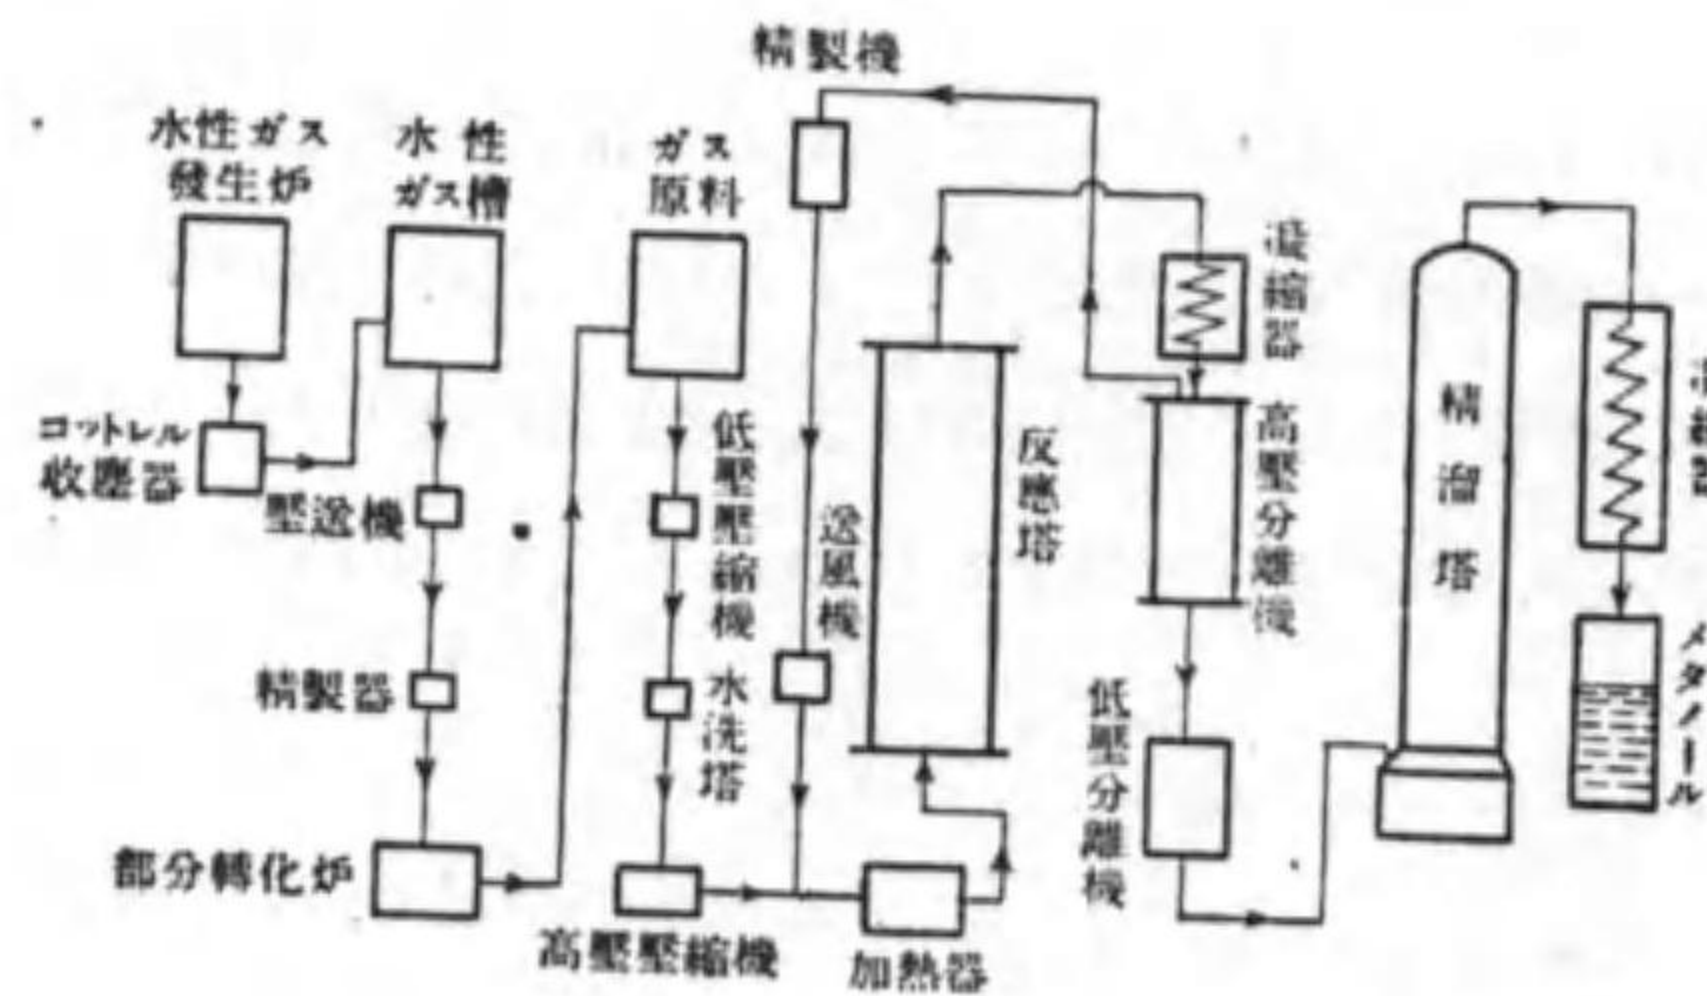 精製機
水性ガス
發生炉
水性
ガス槽
ガス
原料
凝縮器
コットレル
收塵器
壓送機
低壓壓縮機
送風機
反應塔
高壓分離機
精溜塔
精製器
水洗塔
低壓分離機
メタノール
部分轉化炉
高壓壓縮機
加熱器